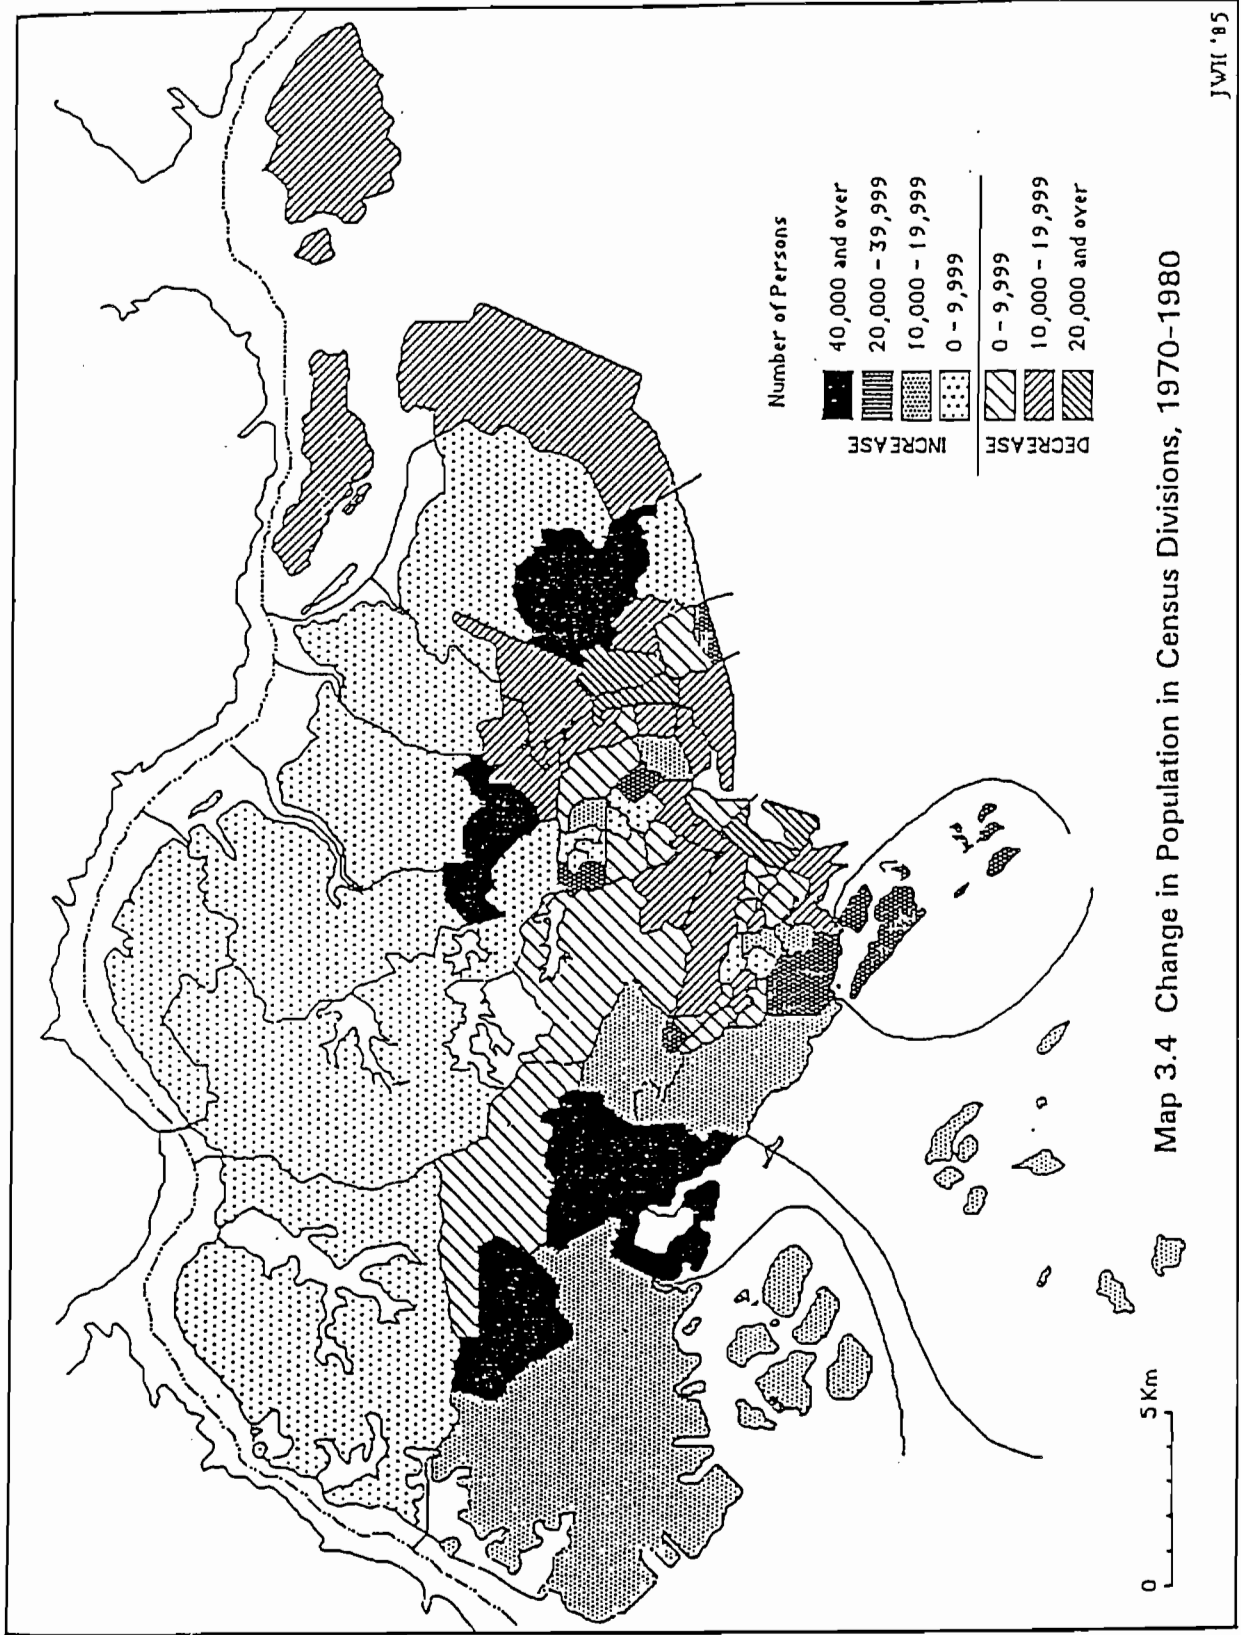 JWH '85
Number of Persons
INCREASE
40,000 and over
20,000 - 39,999
10,000 - 19,999
0 - 9,999
DECREASE
0 - 9,999
10,000 - 19,999
20,000 and over
Map 3.4 Change in Population in Census Divisions, 1970-1980
0 5 Km